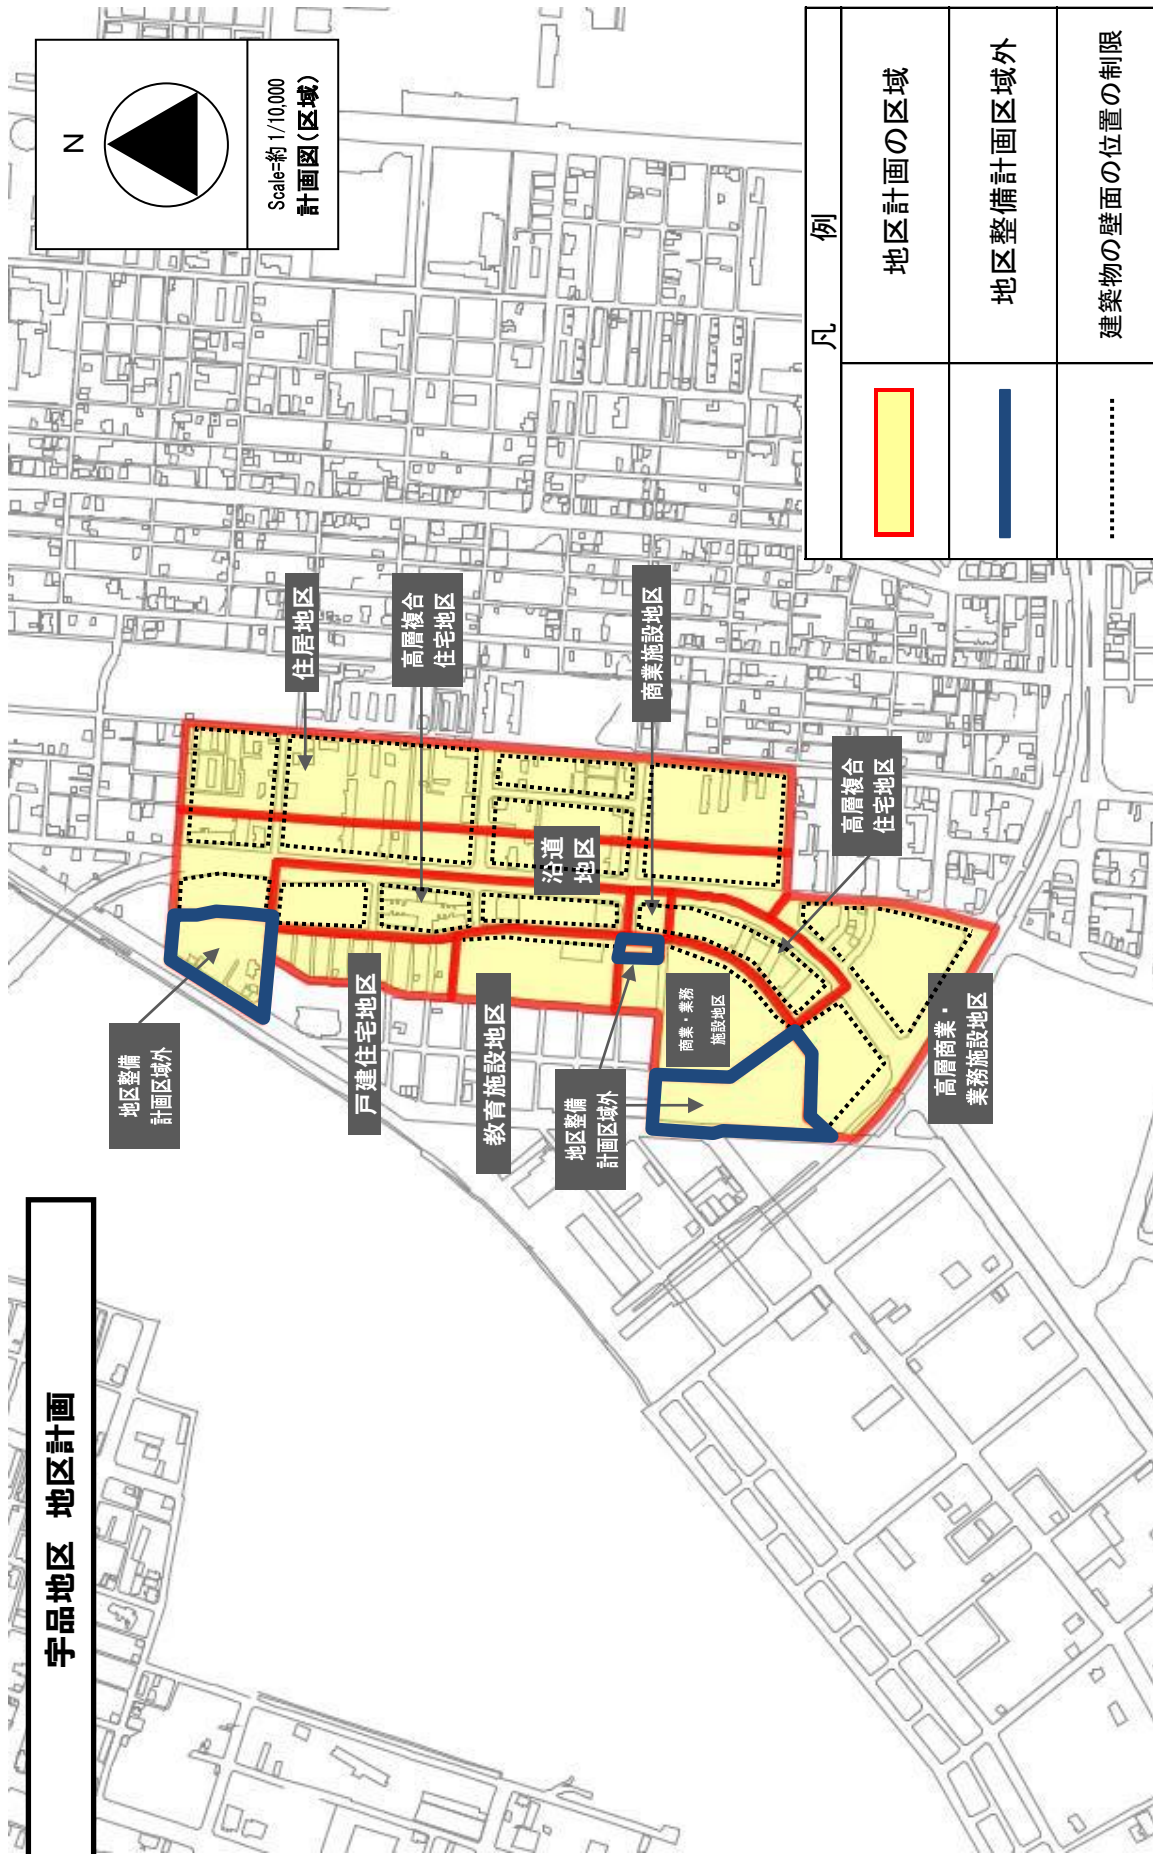 宇品地区 地区計画
N
Scale=約 1/10,000
計画図(区域)
凡 例
地区計画の区域
地区整備計画区域外
建築物の壁面の位置の制限
住居地区
高層複合
住宅地区
商業施設地区
高層複合
住宅地区
沿道
地区
地区整備
計画区域外
戸建住宅地区
教育施設地区
地区整備
計画区域外
商業・業務
施設地区
高層商業・
業務施設地区